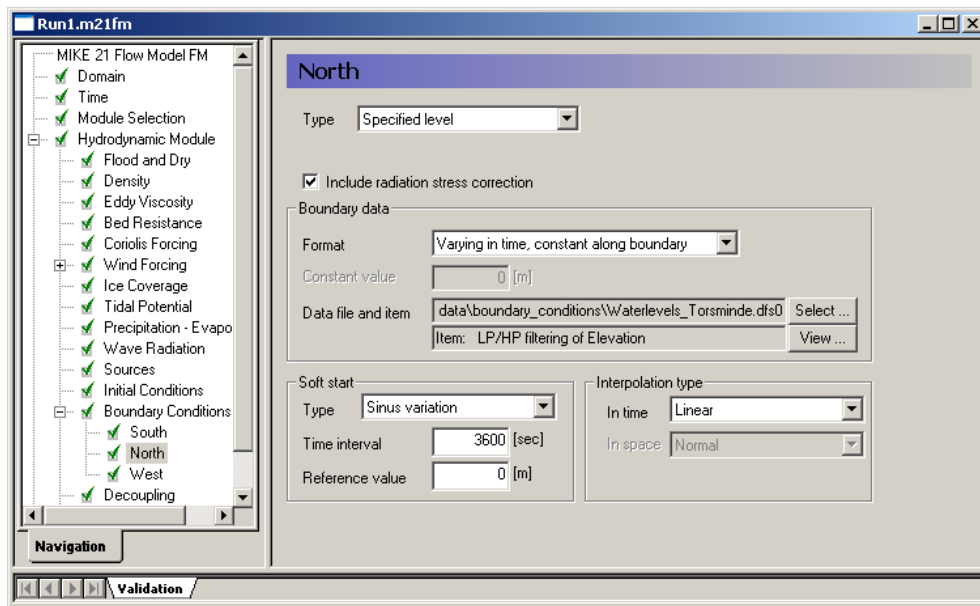 Run1.m21fm
MIKE 21 Flow Model FM
Domain
Time
Module Selection
Hydrodynamic Module
Flood and Dry
Density
Eddy Viscosity
Bed Resistance
Coriolis Forcing
Wind Forcing
Ice Coverage
Tidal Potential
Precipitation - Evapo
Wave Radiation
Sources
Initial Conditions
Boundary Conditions
South
North
West
Decoupling
Navigation
North
Type Specified level
Include radiation stress correction
Boundary data
Format Varying in time, constant along boundary
Constant value 0 [m]
Data file and item data\boundary_conditions\Waterlevels_Torsminde.dfs0 Select ...
Item: LP/HP filtering of Elevation View ...
Soft start
Type Sinus variation
Time interval 3600 [sec]
Reference value 0 [m]
Interpolation type
In time Linear
In space Normal
Validation